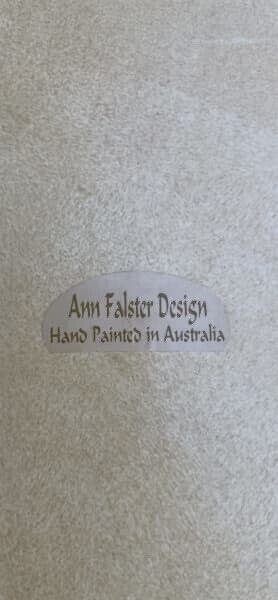 Ann Falster Design
Hand Painted in Australia